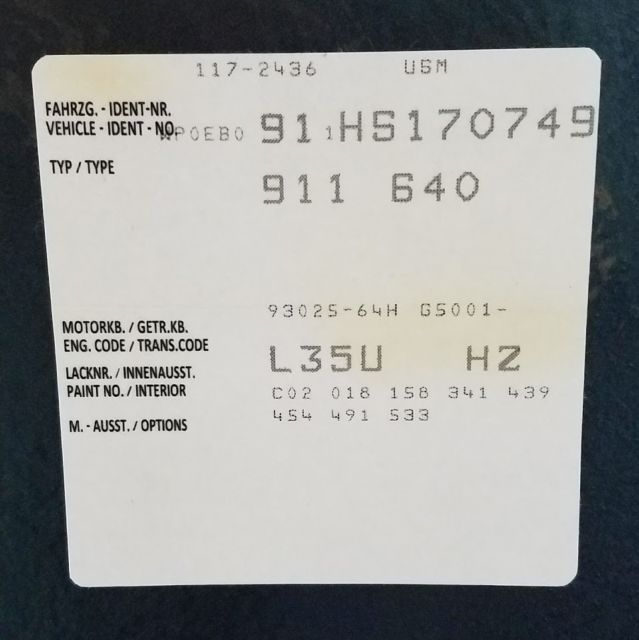 117-2436 USM
FAHRZG. - IDENT-NR.
VEHICLE - IDENT - NO. WP0EB0 91 1 HS170749
TYP / TYPE 911 640
93025-64H G5001-
MOTORKB. / GETR.KB.
ENG. CODE / TRANS.CODE
L35U HZ
LACKNR. / INNENAUSST.
PAINT NO. / INTERIOR C02 018 158 341 439
454 491 533
M. - AUSST. / OPTIONS